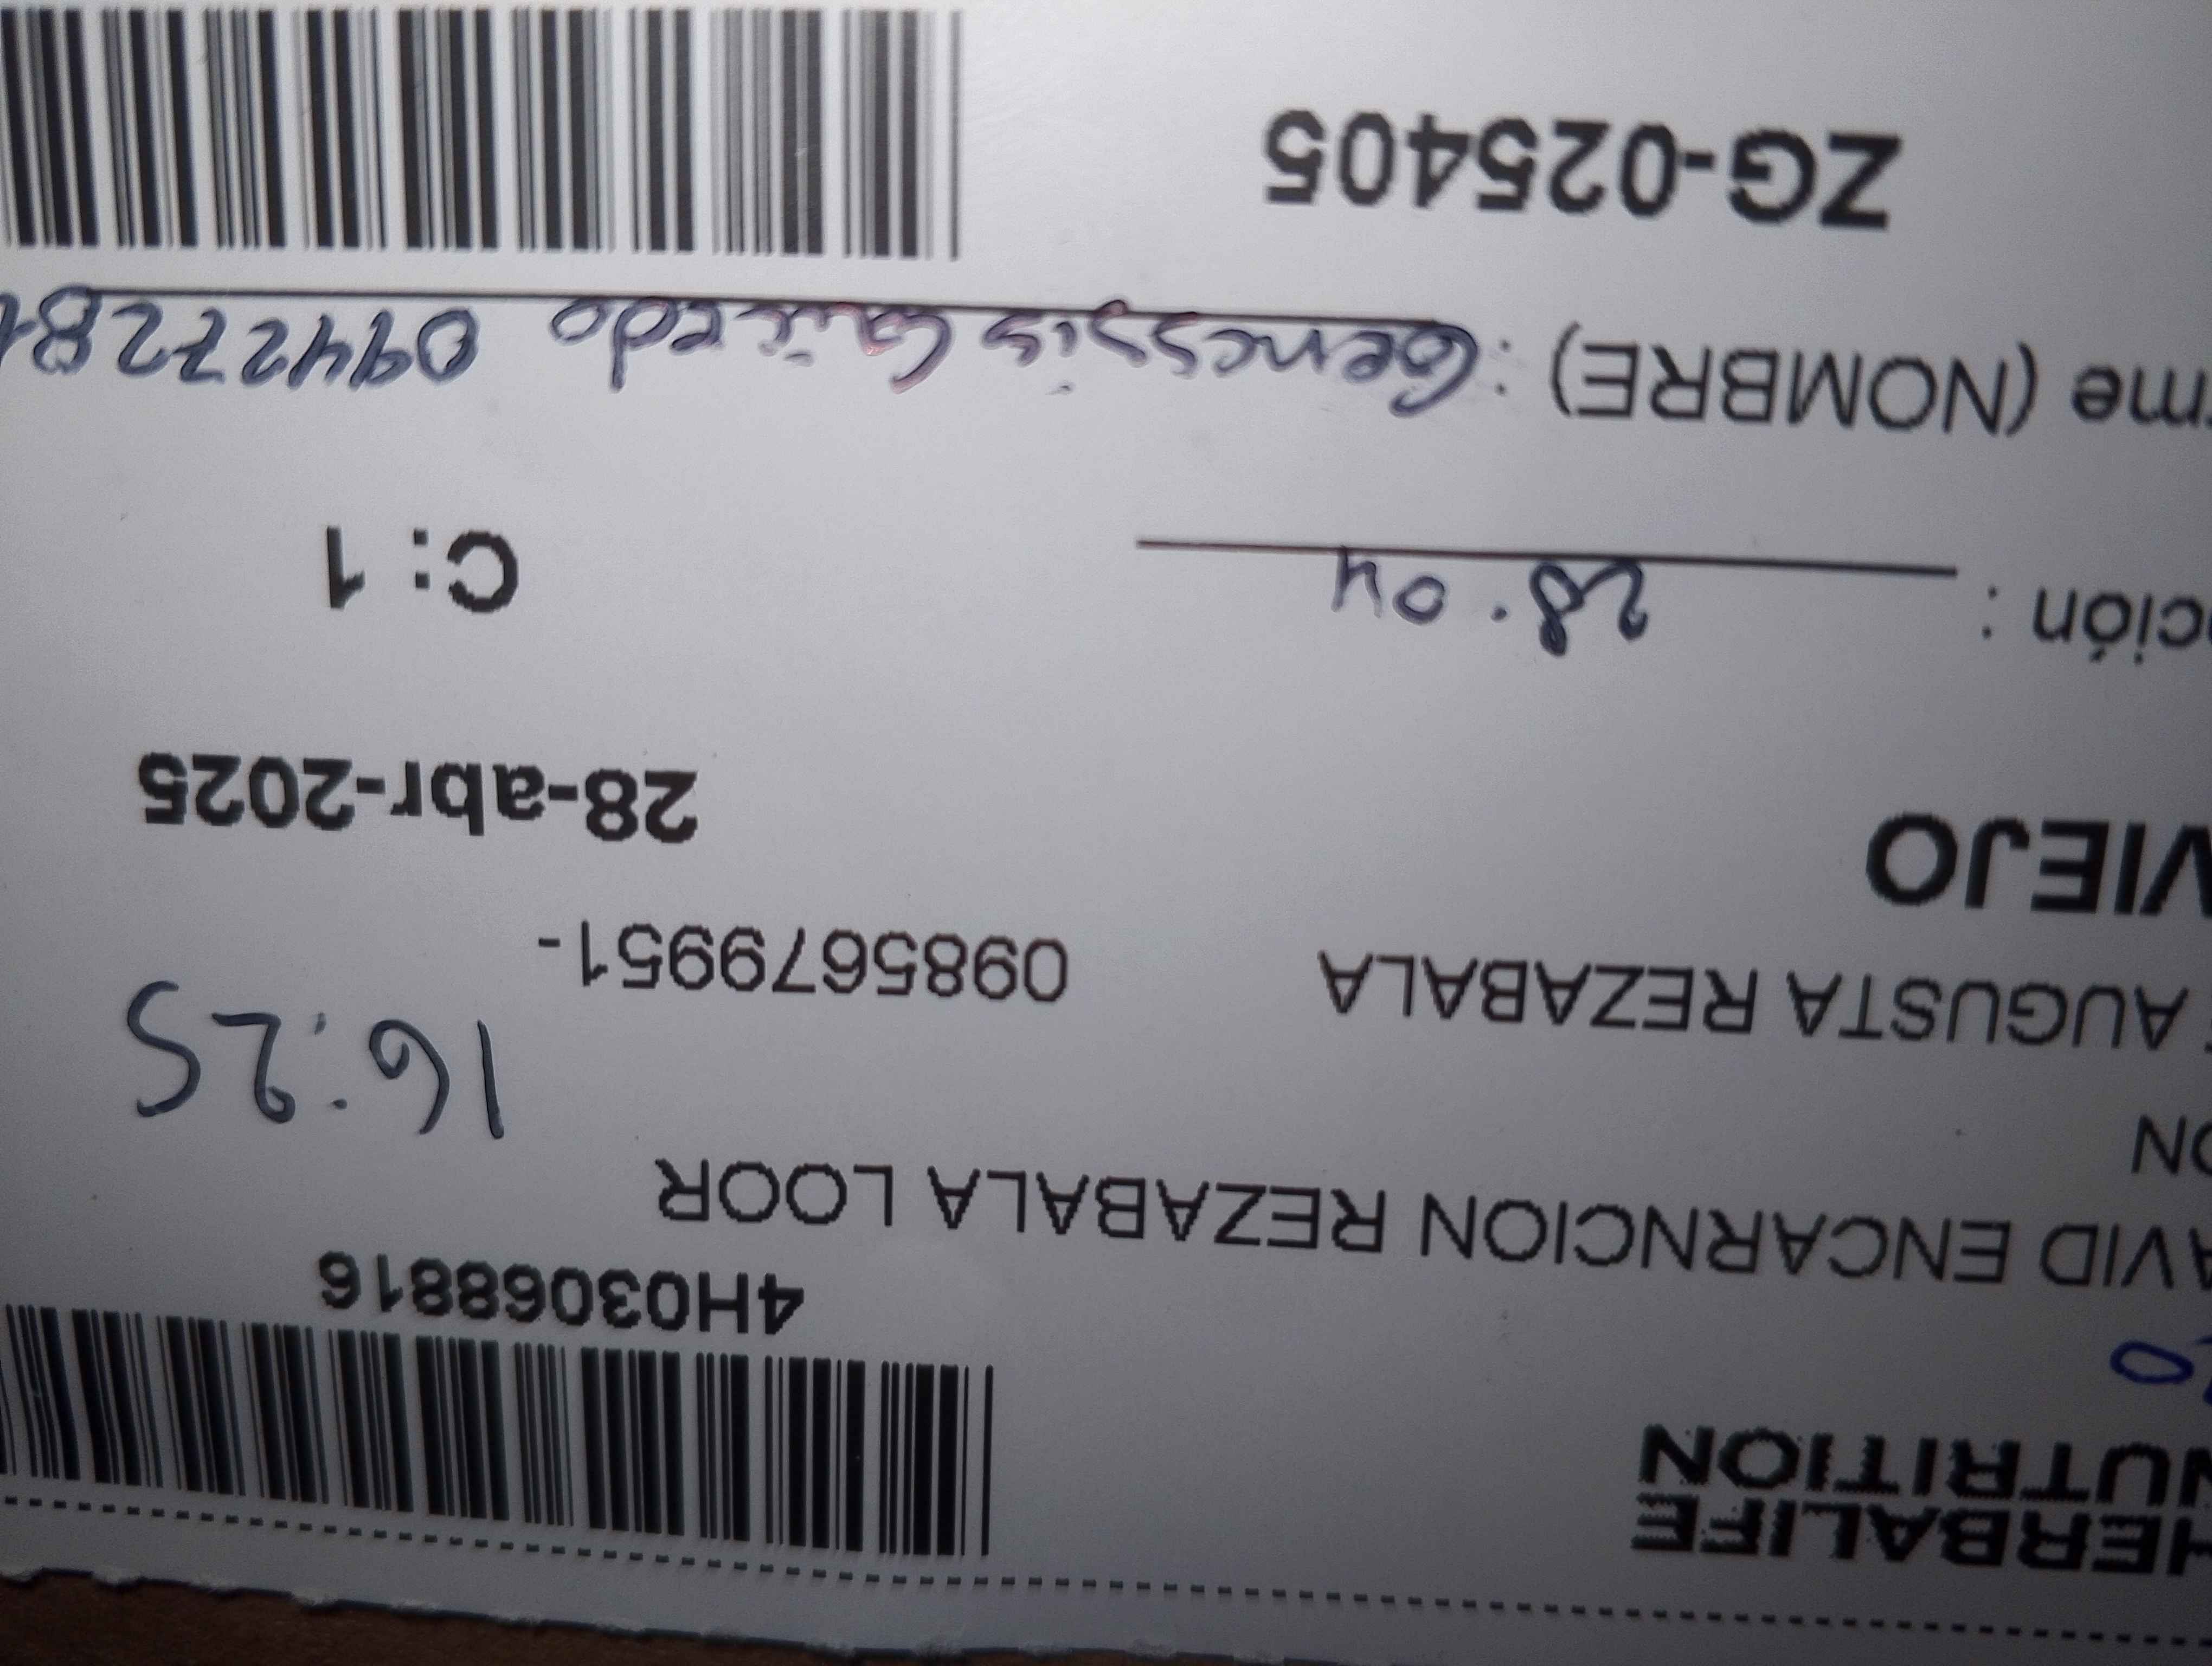 HERBALIFE
NUTRITION
4H03068816
AVID ENCARNCION REZABALA LOOR
ON
16:25
AUGUSTA REZABALA 0985679951-
VIEJO 28-abr-2025
ción : 28.04 C: 1
me (NOMBRE) : Genessis 09427281
ZG-025405